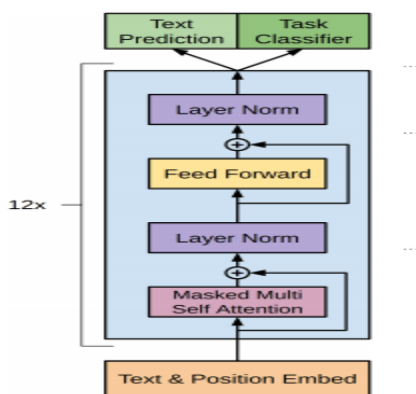 Text
Prediction
Task
Classifier
Layer Norm
Feed Forward
12x
Layer Norm
Masked Multi
Self Attention
Text & Position Embed